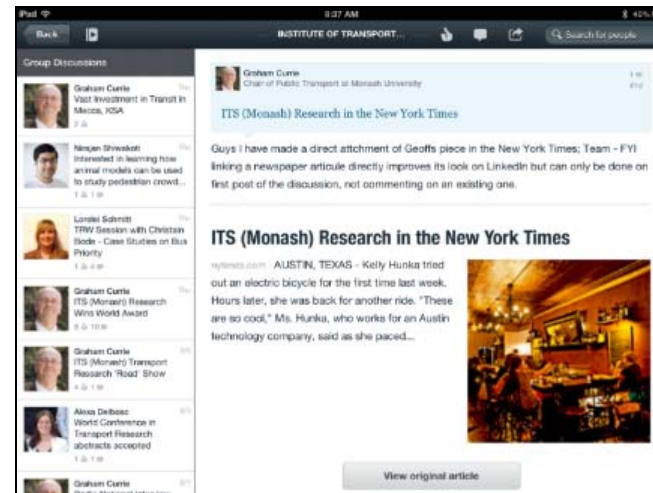 iPad
8:37 AM
Back
INSTITUTE OF TRANSPORT...
Search for people
Group Discussions
Graham Currie
Vast Investment in Transit in
Mecca, KSA
Nirajan Shiwakoti
Interested in learning how
animal models can be used
to study pedestrian crowd...
Lorelei Schmitt
TRW Session with Christain
Bode - Case Studies on Bus
Priority
Graham Currie
ITS (Monash) Research
Wins World Award
Graham Currie
ITS (Monash) Transport
Research 'Road' Show
Alexa Delbosc
World Conference in
Transport Research
abstracts accepted
Graham Currie
Graham Currie
Chair of Public Transport at Monash University
ITS (Monash) Research in the New York Times
Guys I have made a direct attchment of Geoffs piece in the New York Times; Team - FYI
linking a newspaper articule directly improves its look on LinkedIn but can only be done on
first post of the discussion, not commenting on an existing one.
ITS (Monash) Research in the New York Times
nytimes.com AUSTIN, TEXAS - Kelly Hunka tried
out an electric bicycle for the first time last week.
Hours later, she was back for another ride. "These
are so cool," Ms. Hunka, who works for an Austin
technology company, said as she paced...
View original article